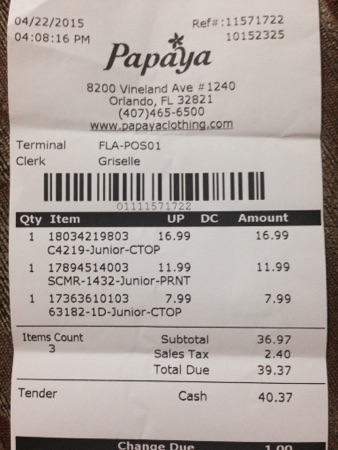 04/22/2015 Ref#:11571722
04:08:16 PM 10152325
Papaya
8200 Vineland Ave #1240
Orlando, FL 32821
(407)465-6500
www.papayaclothing.com
Terminal FLA-POS01
Clerk Griselle
01111571722
Qty Item UP DC Amount
1 18034219803 16.99 16.99
C4219-Junior-CTOP
1 17894514003 11.99 11.99
SCMR-1432-Junior-PRNT
1 17363610103 7.99 7.99
63182-1D-Junior-CTOP
Items Count Subtotal 36.97
3 Sales Tax 2.40
Total Due 39.37
Tender Cash 40.37
Change Due 1.00